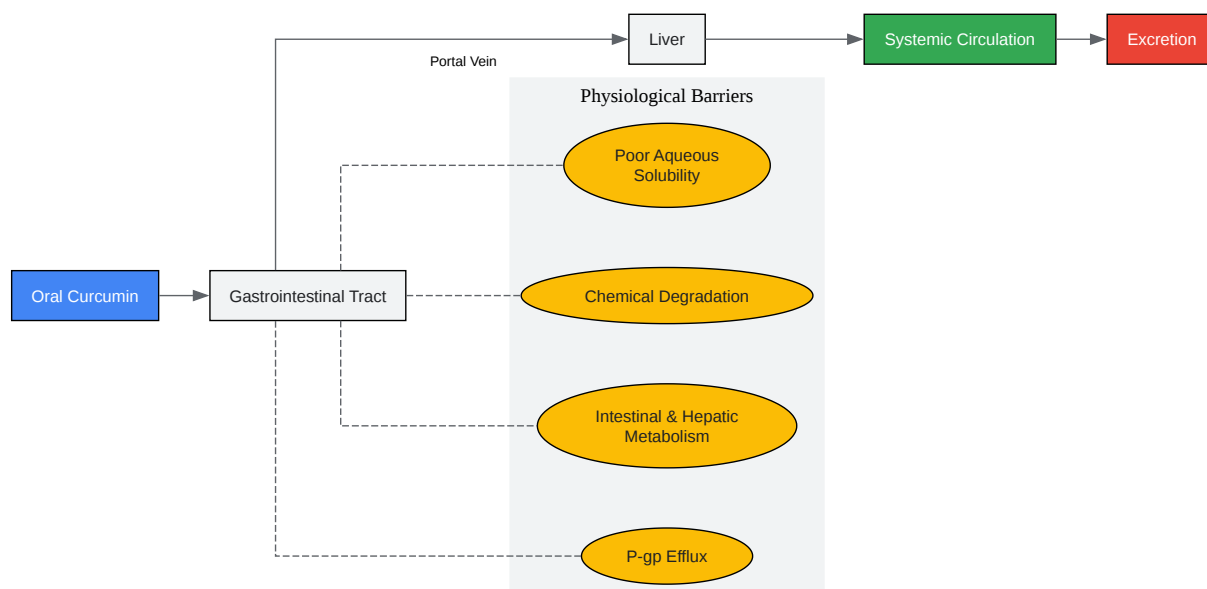 Liver
Systemic Circulation
Excretion
Portal Vein
Physiological Barriers
Poor Aqueous
Solubility
Oral Curcumin
Gastrointestinal Tract
Chemical Degradation
Intestinal & Hepatic
Metabolism
P-gp Efflux